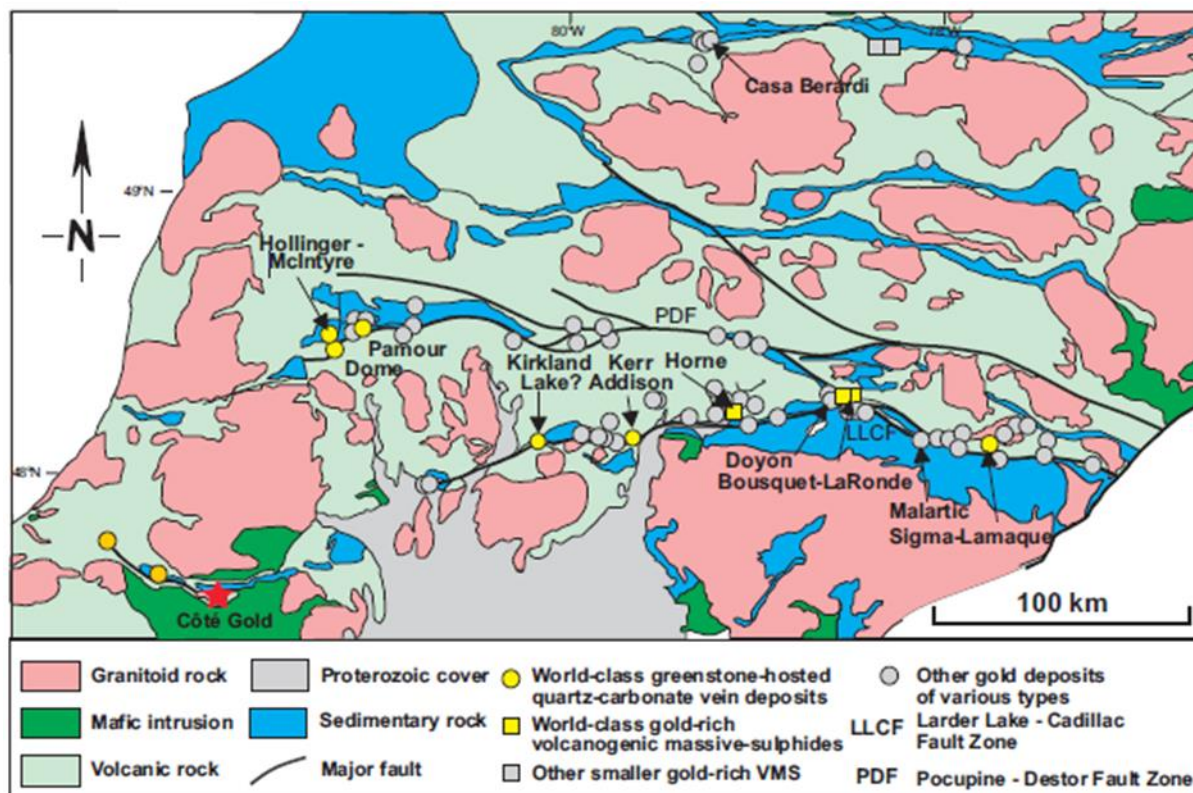 80°W
78°W
Casa Berardi
49°N
N
Hollinger -
McIntyre
PDF
Pamour
Dome
Kirkland
Lake?
Kerr
Addison
Horne
LLCF
Doyon
Bousquet-LaRonde
48°N
Malartic
Sigma-Lamaque
Côté Gold
100 km
Granitoid rock
Mafic intrusion
Volcanic rock
Proterozoic cover
Sedimentary rock
Major fault
World-class greenstone-hosted
quartz-carbonate vein deposits
World-class gold-rich
volcanogenic massive-sulphides
Other smaller gold-rich VMS
Other gold deposits
of various types
LLCF Larder Lake - Cadillac
Fault Zone
PDF Pocupine - Destor Fault Zone